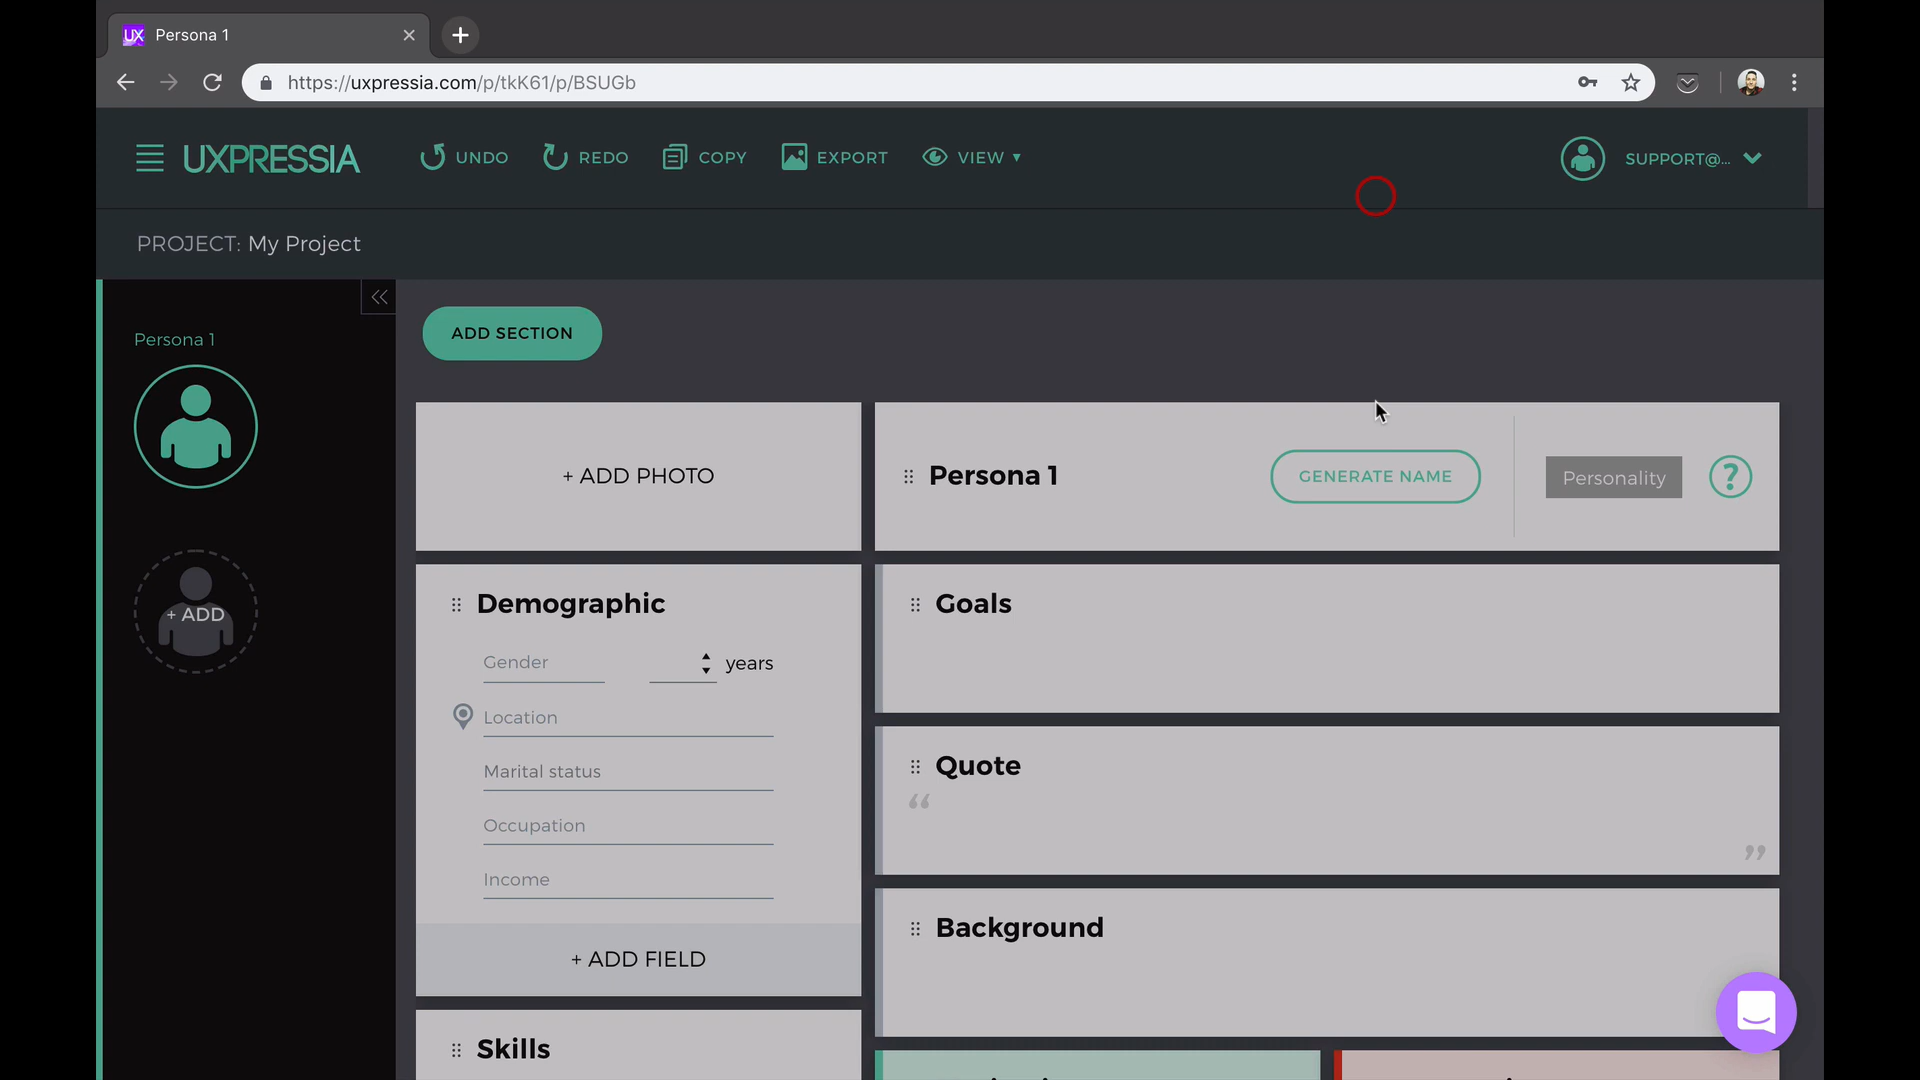 UX Persona 1
https://uxpressia.com/p/tkK61/p/BSUGb
UXPRESSIA UNDO REDO COPY EXPORT VIEW SUPPORT@...
PROJECT: My Project
Persona 1
+ ADD
ADD SECTION
+ ADD PHOTO
Persona 1
GENERATE NAME
Personality
?
Demographic
Gender
years
Location
Marital status
Occupation
Income
+ ADD FIELD
Skills
Goals
Quote
“
”
Background